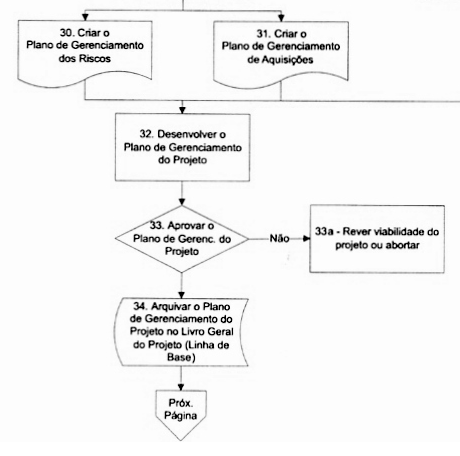 30. Criar o
Plano de Gerenciamento
dos Riscos
31. Criar o
Plano de Gerenciamento
de Aquisições
32. Desenvolver o
Plano de Gerenciamento
do Projeto
33. Aprovar o
Plano de Gerenc. do
Projeto
Não
33a - Rever viabilidade do
projeto ou abortar
34. Arquivar o Plano
de Gerenciamento do
Projeto no Livro Geral
do Projeto (Linha de
Base)
Próx.
Página